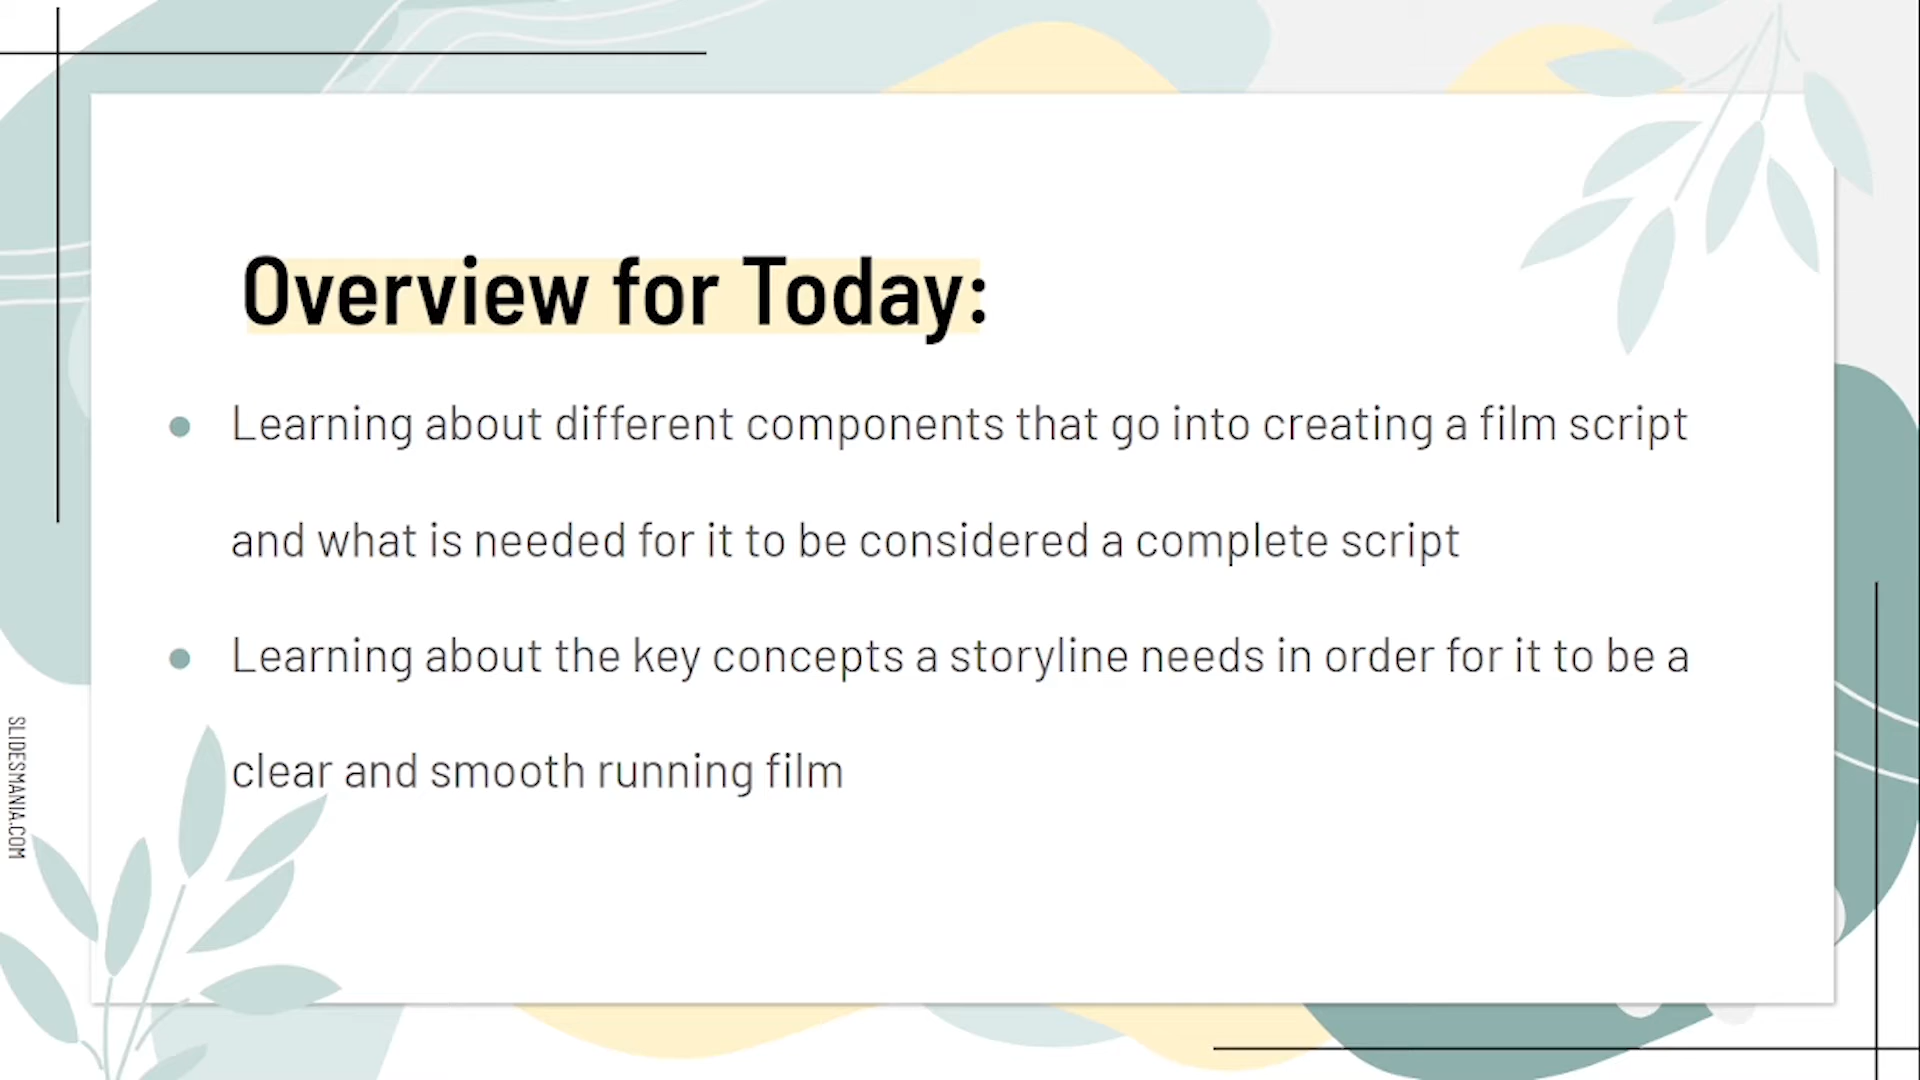 Overview for Today:
Learning about different components that go into creating a film script
and what is needed for it to be considered a complete script
Learning about the key concepts a storyline needs in order for it to be a
clear and smooth running film
SLIDESMANIA.COM